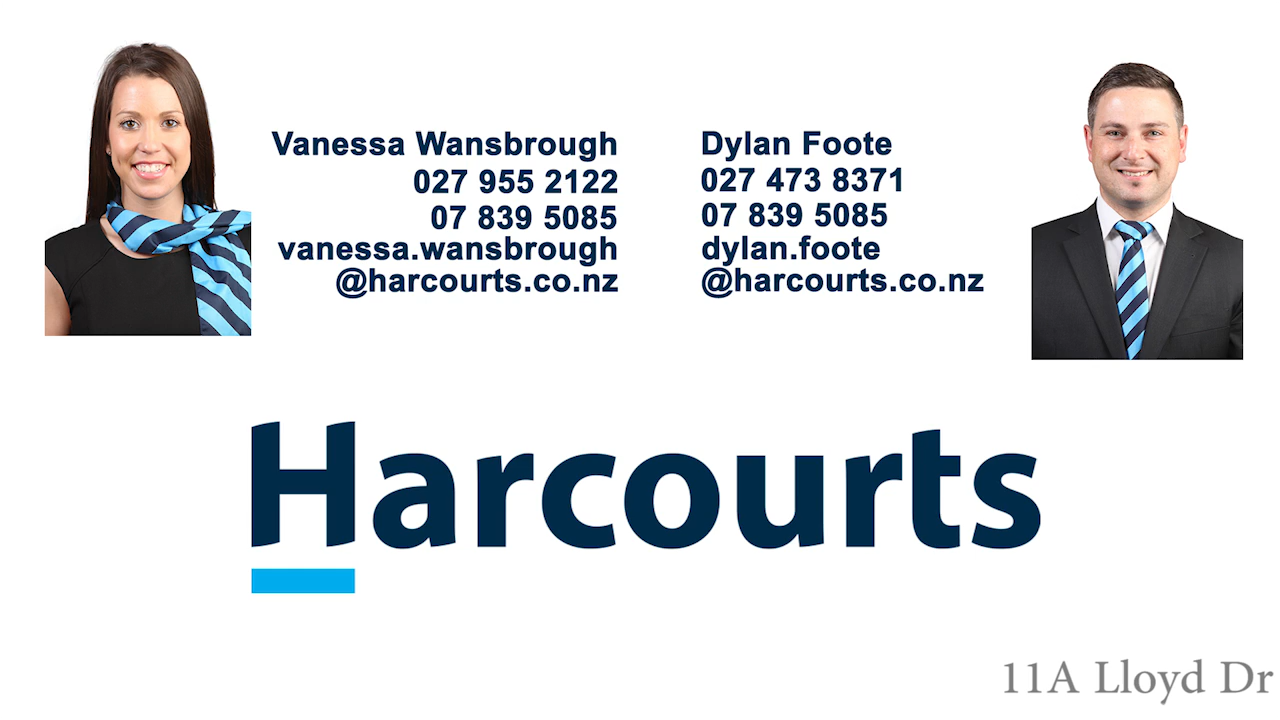 Vanessa Wansbrough
027 955 2122
07 839 5085
vanessa.wansbrough
@harcourts.co.nz
Dylan Foote
027 473 8371
07 839 5085
dylan.foote
@harcourts.co.nz
Harcourts
11A Lloyd Dr